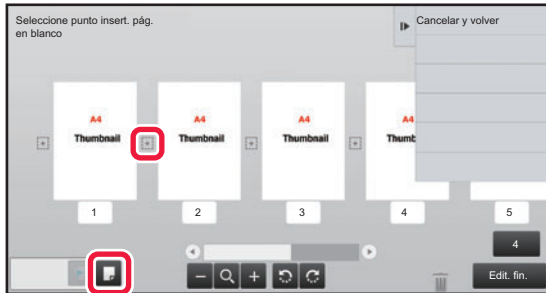 Seleccione punto insert. pág.
en blanco
Cancelar y volver
A4
Thumbnail
A4
Thumbnail
A4
Thumbnail
A4
Thumb
1
2
3
4
5
4
Edit. fin.